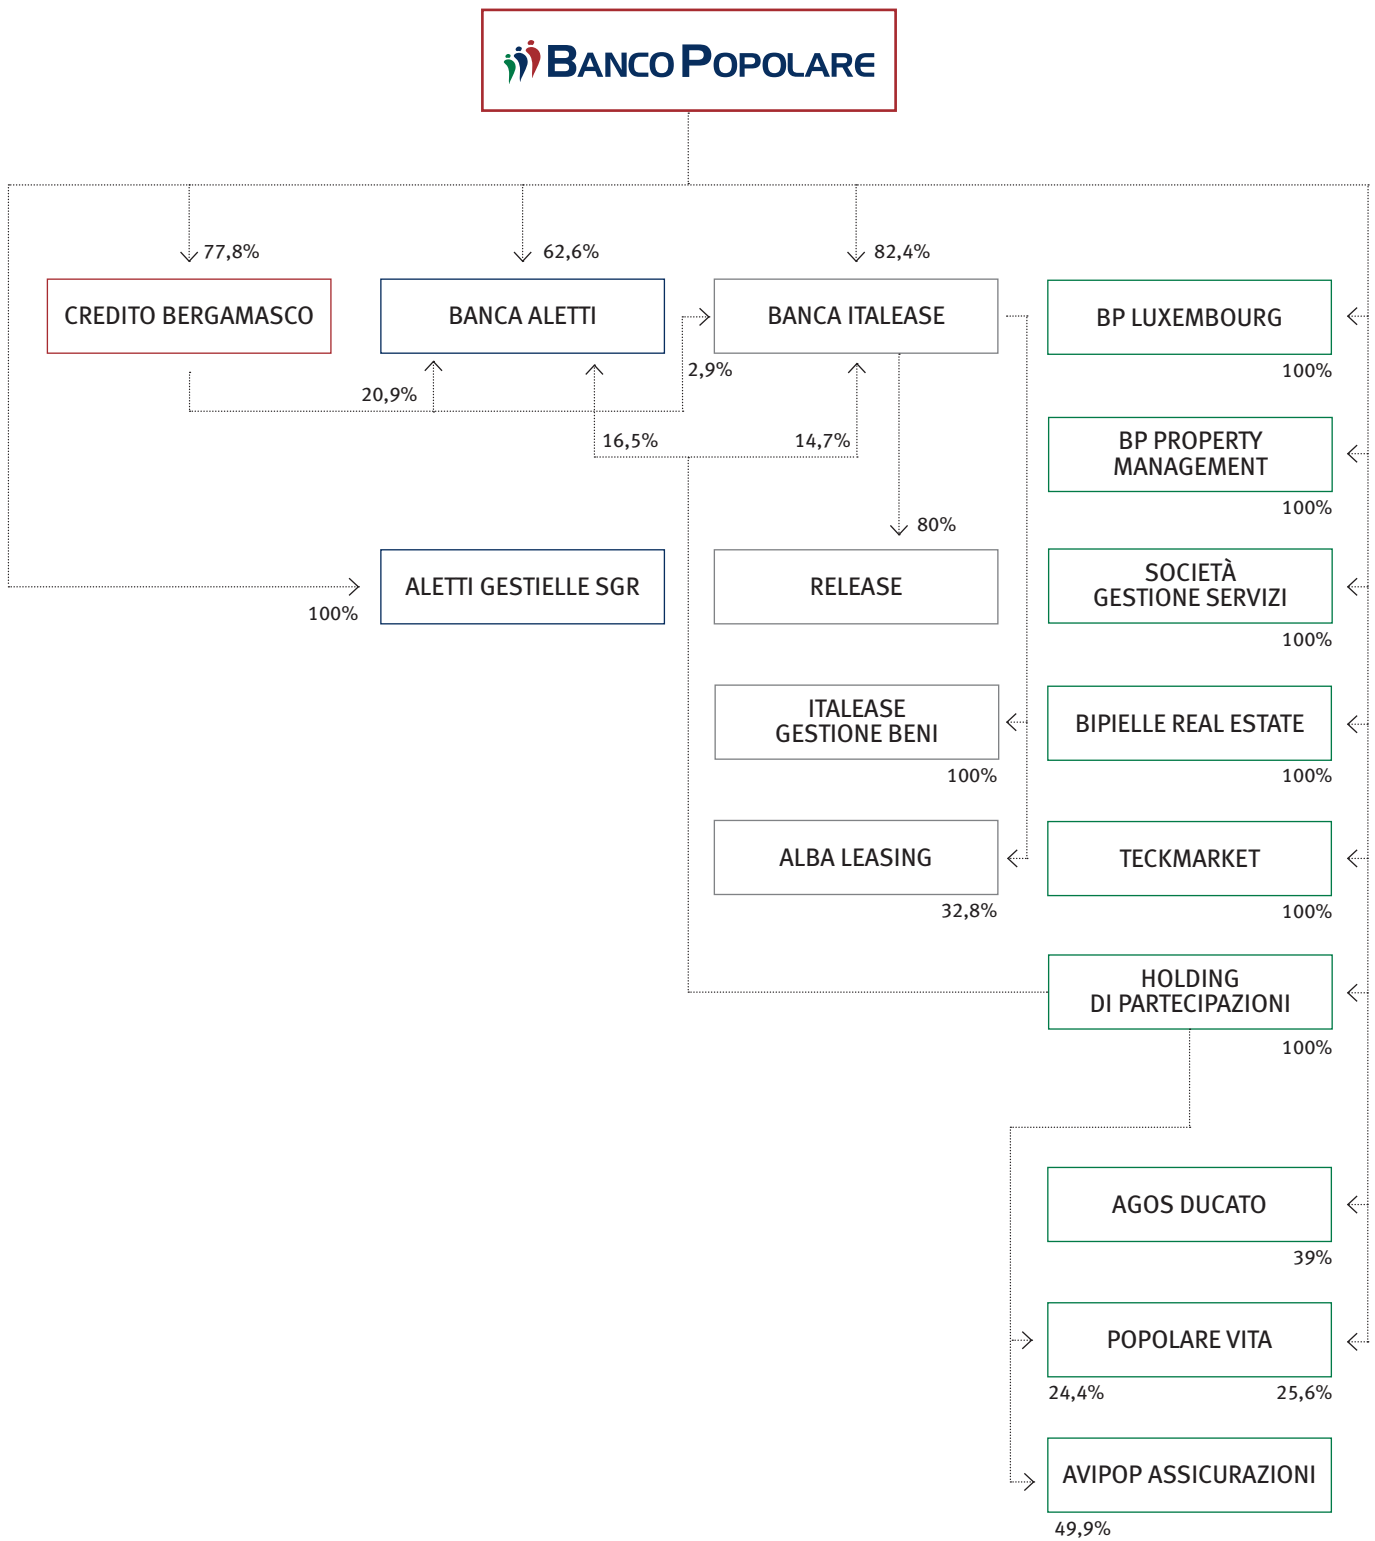 BANCO POPOLARE
77,8%
62,6%
82,4%
CREDITO BERGAMASCO
BANCA ALETTI
BANCA ITALEASE
BP LUXEMBOURG
2,9%
100%
20,9%
16,5%
14,7%
BP PROPERTY
MANAGEMENT
100%
80%
ALETTI GESTIELLE SGR
100%
RELEASE
SOCIETÀ
GESTIONE SERVIZI
100%
ITALEASE
GESTIONE BENI
100%
BIPIELLE REAL ESTATE
100%
ALBA LEASING
32,8%
TECKMARKET
100%
HOLDING
DI PARTECIPAZIONI
100%
AGOS DUCATO
39%
POPOLARE VITA
24,4%
25,6%
AVIPOP ASSICURAZIONI
49,9%